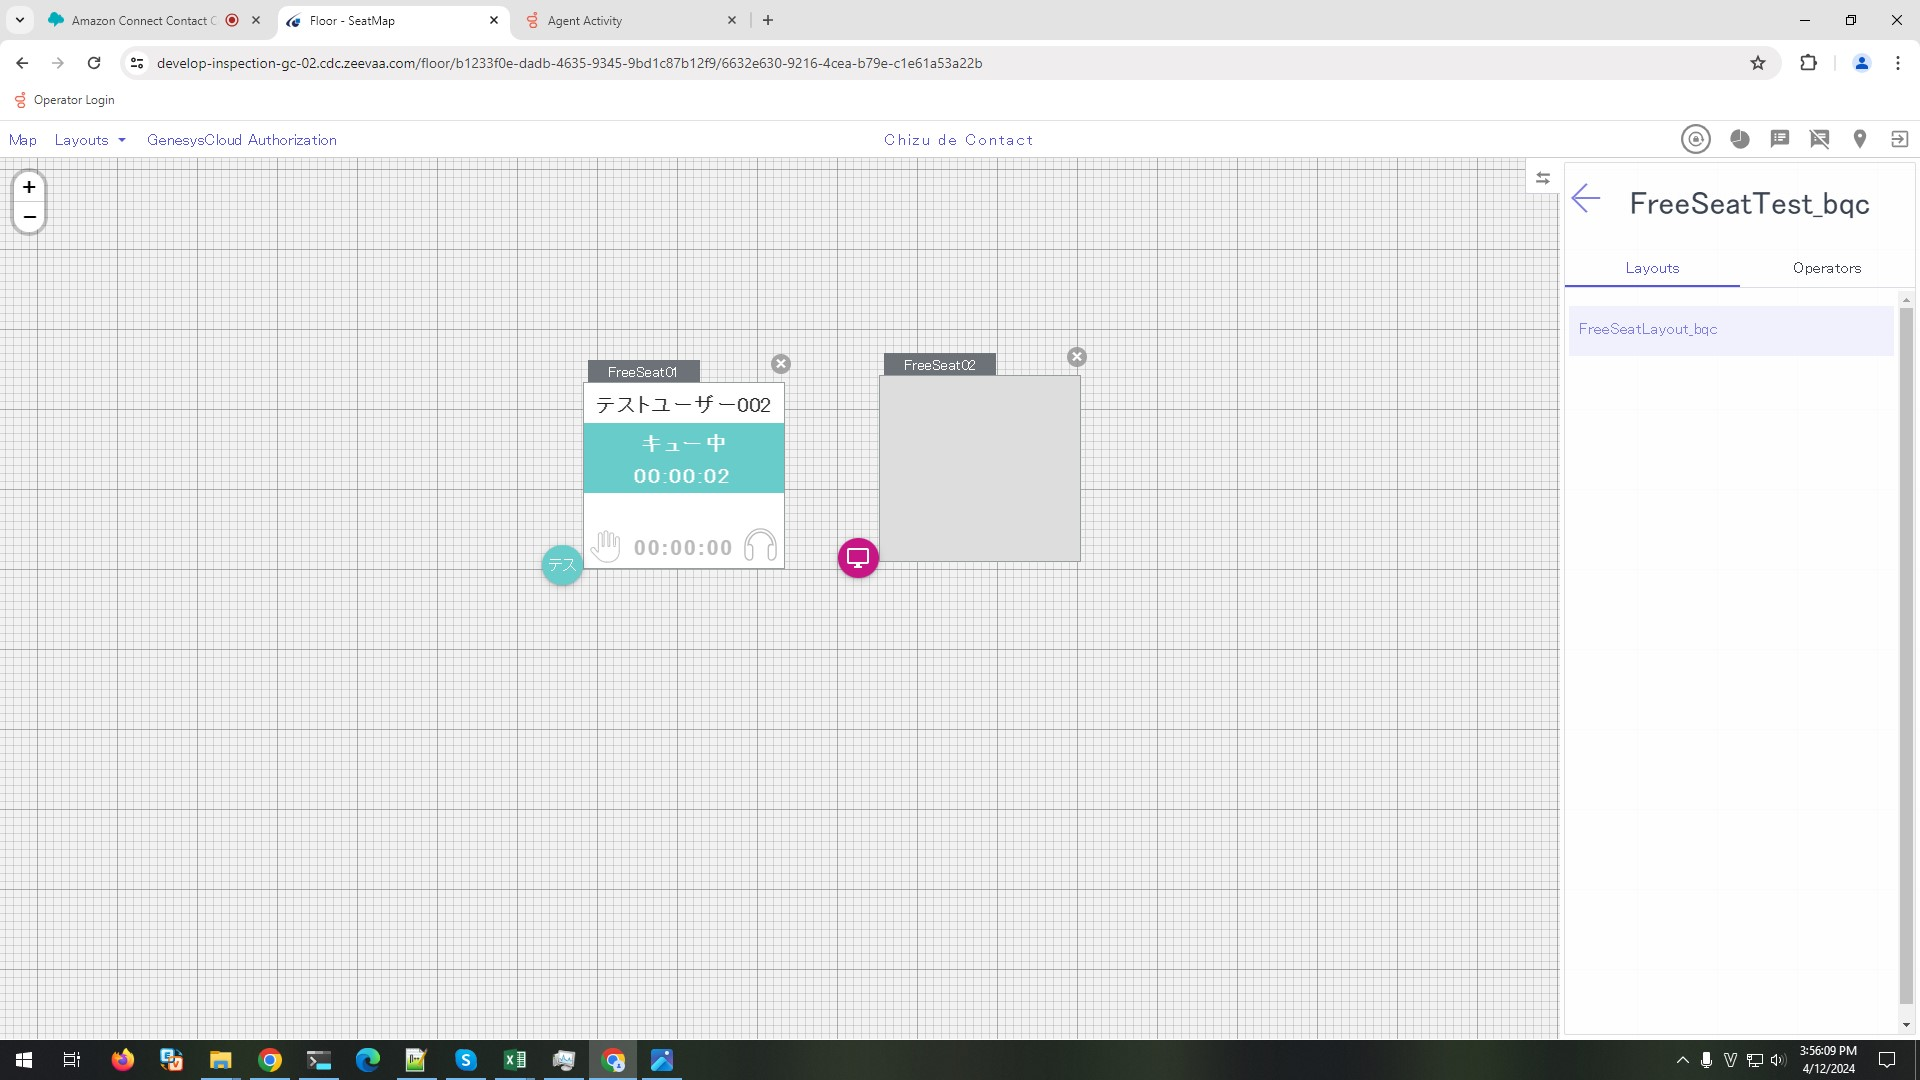 Amazon Connect Contact C
Floor - SeatMap
Agent Activity
develop-inspection-gc-02.cdc.zeevaa.com/floor/b1233f0e-dadb-4635-9345-9bd1c87b12f9/6632e630-9216-4cea-b79e-c1e61a53a22b
Operator Login
Map Layouts GenesysCloud Authorization
Chizu de Contact
+
−
FreeSeatTest_bqc
Layouts
Operators
FreeSeatLayout_bqc
FreeSeat01
テストユーザー002
キュー中
00:00:02
00:00:00
テス
FreeSeat02
3:56:09 PM
4/12/2024